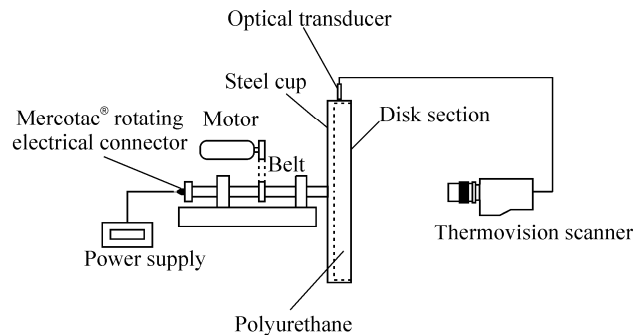 Optical transducer
Steel cup
Mercotac® rotating
electrical connector
Motor
Disk section
Belt
Thermovision scanner
Power supply
Polyurethane